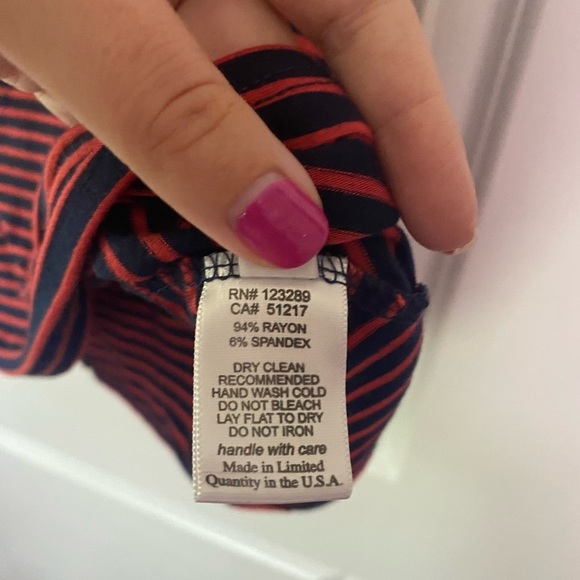 RN# 123289
CA# 51217
94% RAYON
6% SPANDEX
DRY CLEAN
RECOMMENDED
HAND WASH COLD
DO NOT BLEACH
LAY FLAT TO DRY
DO NOT IRON
handle with care
Made in Limited
Quantity in the U.S.A.